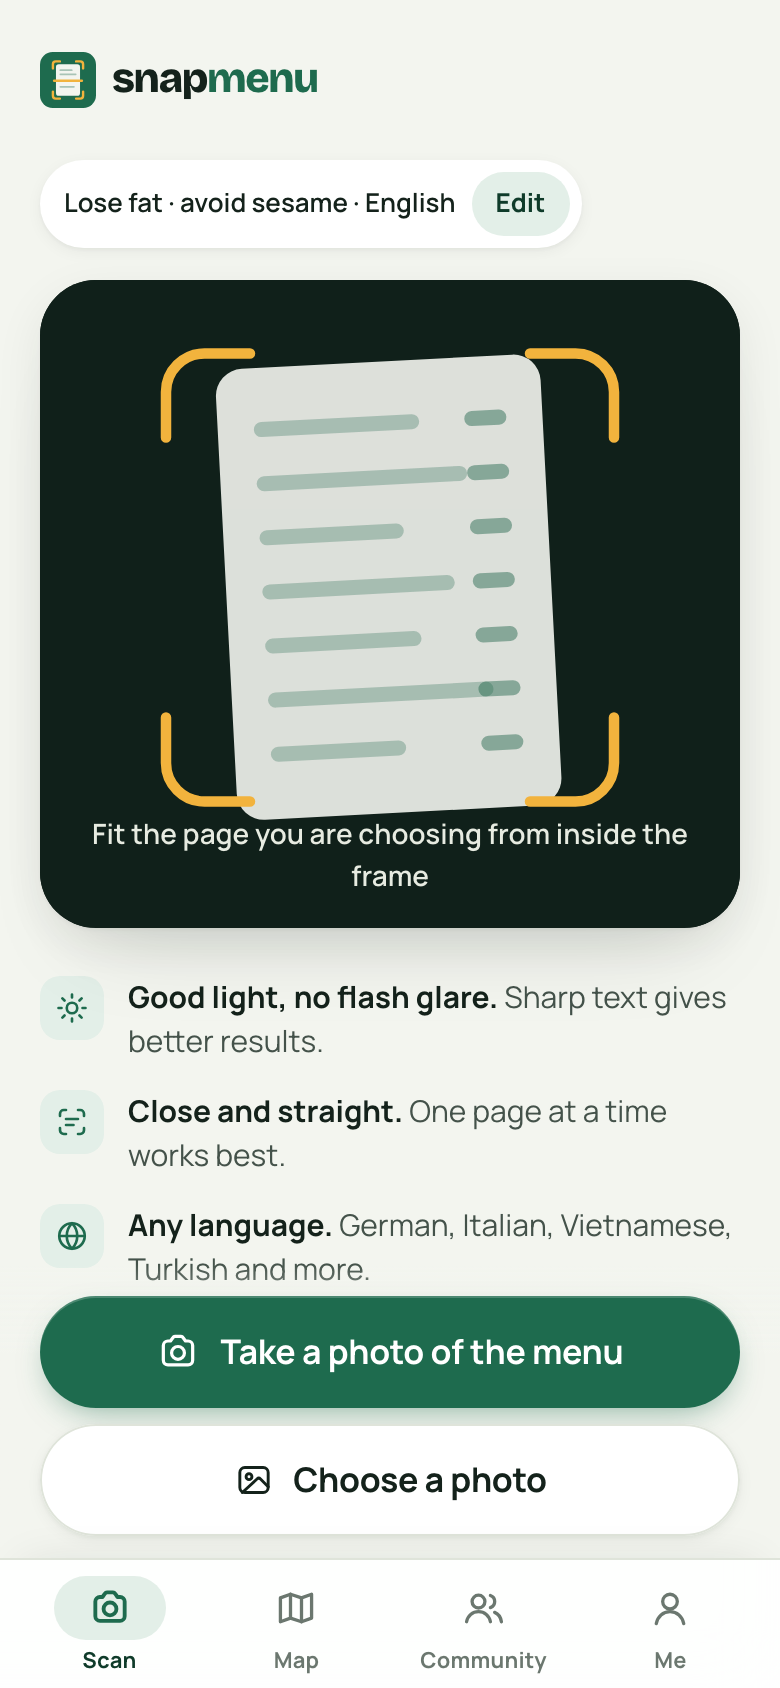 snapmenu
Lose fat · avoid sesame · English
Edit
Fit the page you are choosing from inside the
frame
Good light, no flash glare. Sharp text gives
better results.
Close and straight. One page at a time
works best.
Any language. German, Italian, Vietnamese,
Turkish and more.
Take a photo of the menu
Choose a photo
Scan
Map
Community
Me